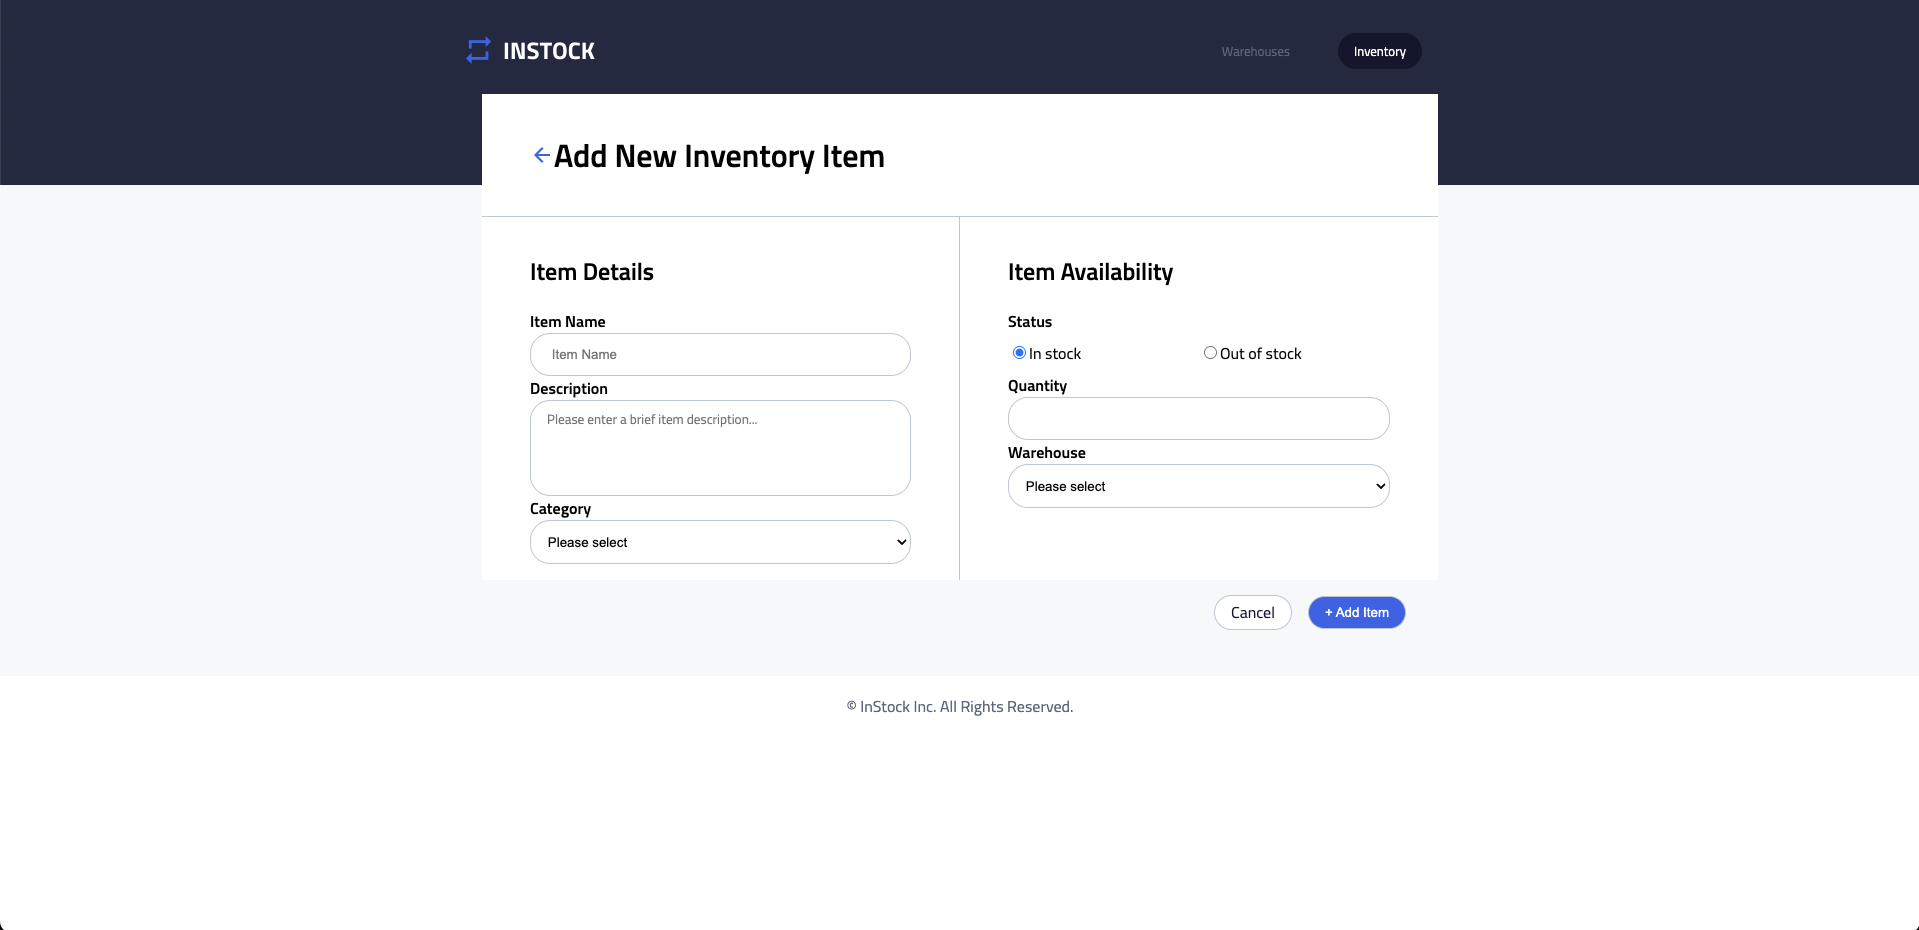 INSTOCK
Warehouses
Inventory
Add New Inventory Item
Item Details
Item Name
Item Name
Description
Please enter a brief item description...
Category
Please select
Item Availability
Status
In stock
Out of stock
Quantity
Warehouse
Please select
Cancel
+ Add Item
© InStock Inc. All Rights Reserved.